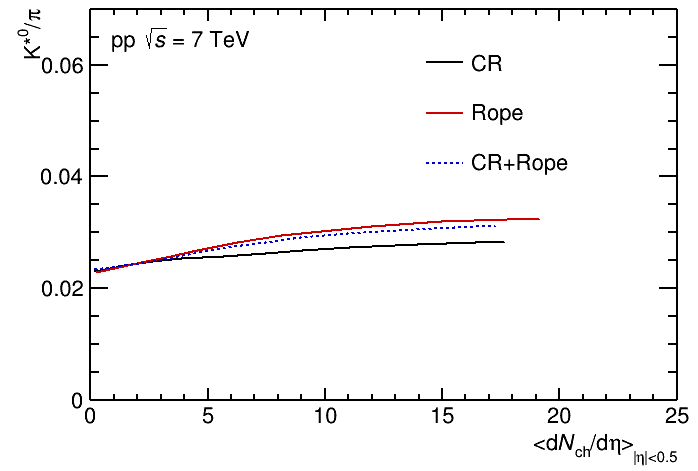 K*⁰/π
pp √s = 7 TeV
CR
Rope
CR+Rope
0.06
0.04
0.02
0
0 5 10 15 20 25
<dN_ch/dη>_|η|<0.5